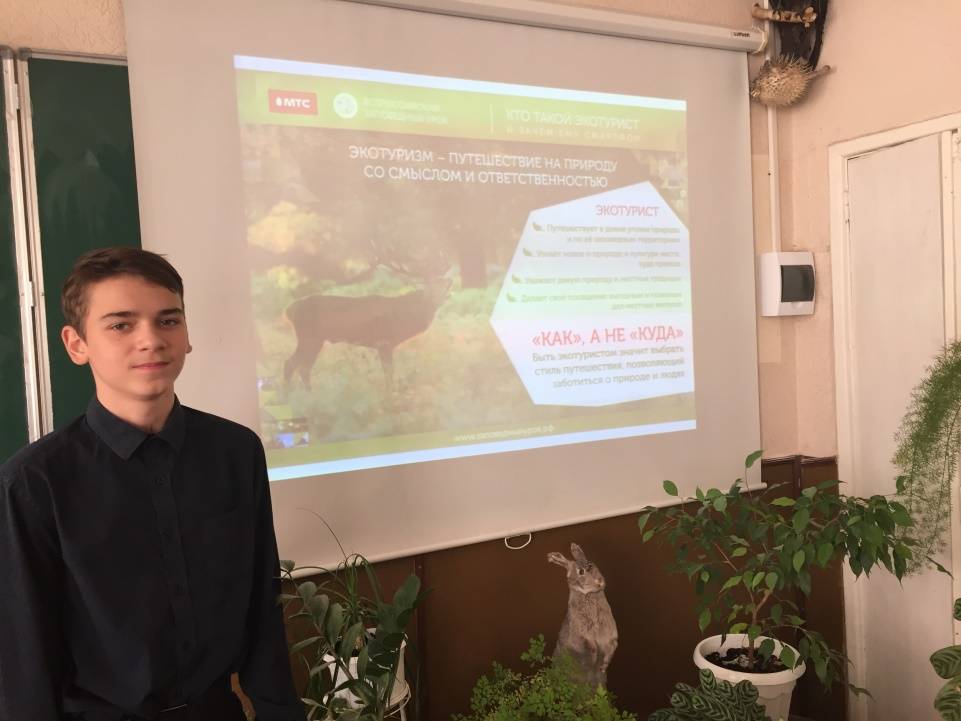 Lumien
МТС
ВСЕРОССИЙСКИЙ
ЗАПОВЕДНЫЙ УРОК
КТО ТАКОЙ ЭКОТУРИСТ
И ЗАЧЕМ ЕМУ СМАРТФОН
ЭКОТУРИЗМ – ПУТЕШЕСТВИЕ НА ПРИРОДУ
СО СМЫСЛОМ И ОТВЕТСТВЕННОСТЬЮ
ЭКОТУРИСТ
Путешествует в дикие уголки природы
и по её заповедным территориям
Узнаёт новое о природе и культуре места,
куда приехал
Уважает дикую природу и местные традиции
Делает своё посещение выгодным и позволяет
для местных жителей
«КАК», А НЕ «КУДА»
Быть экотуристом значит выбрать
стиль путешествия, позволяющий
заботиться о природе и людях
www.заповедныйурок.рф